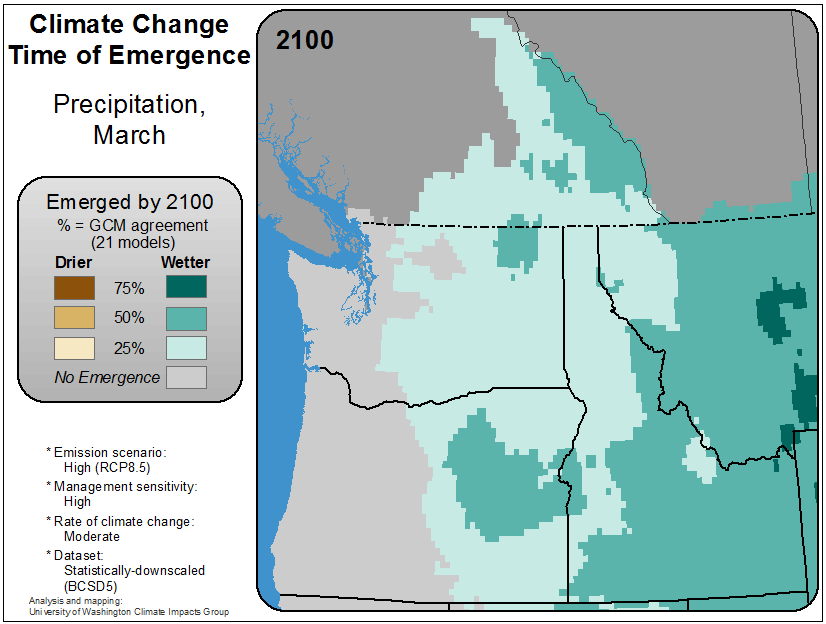 Climate Change
Time of Emergence
Precipitation,
March
2100
Emerged by 2100
% = GCM agreement
(21 models)
Drier Wetter
75%
50%
25%
No Emergence
* Emission scenario:
High (RCP8.5)
* Management sensitivity:
High
* Rate of climate change:
Moderate
* Dataset:
Statistically-downscaled
(BCSD5)
Analysis and mapping:
University of Washington Climate Impacts Group